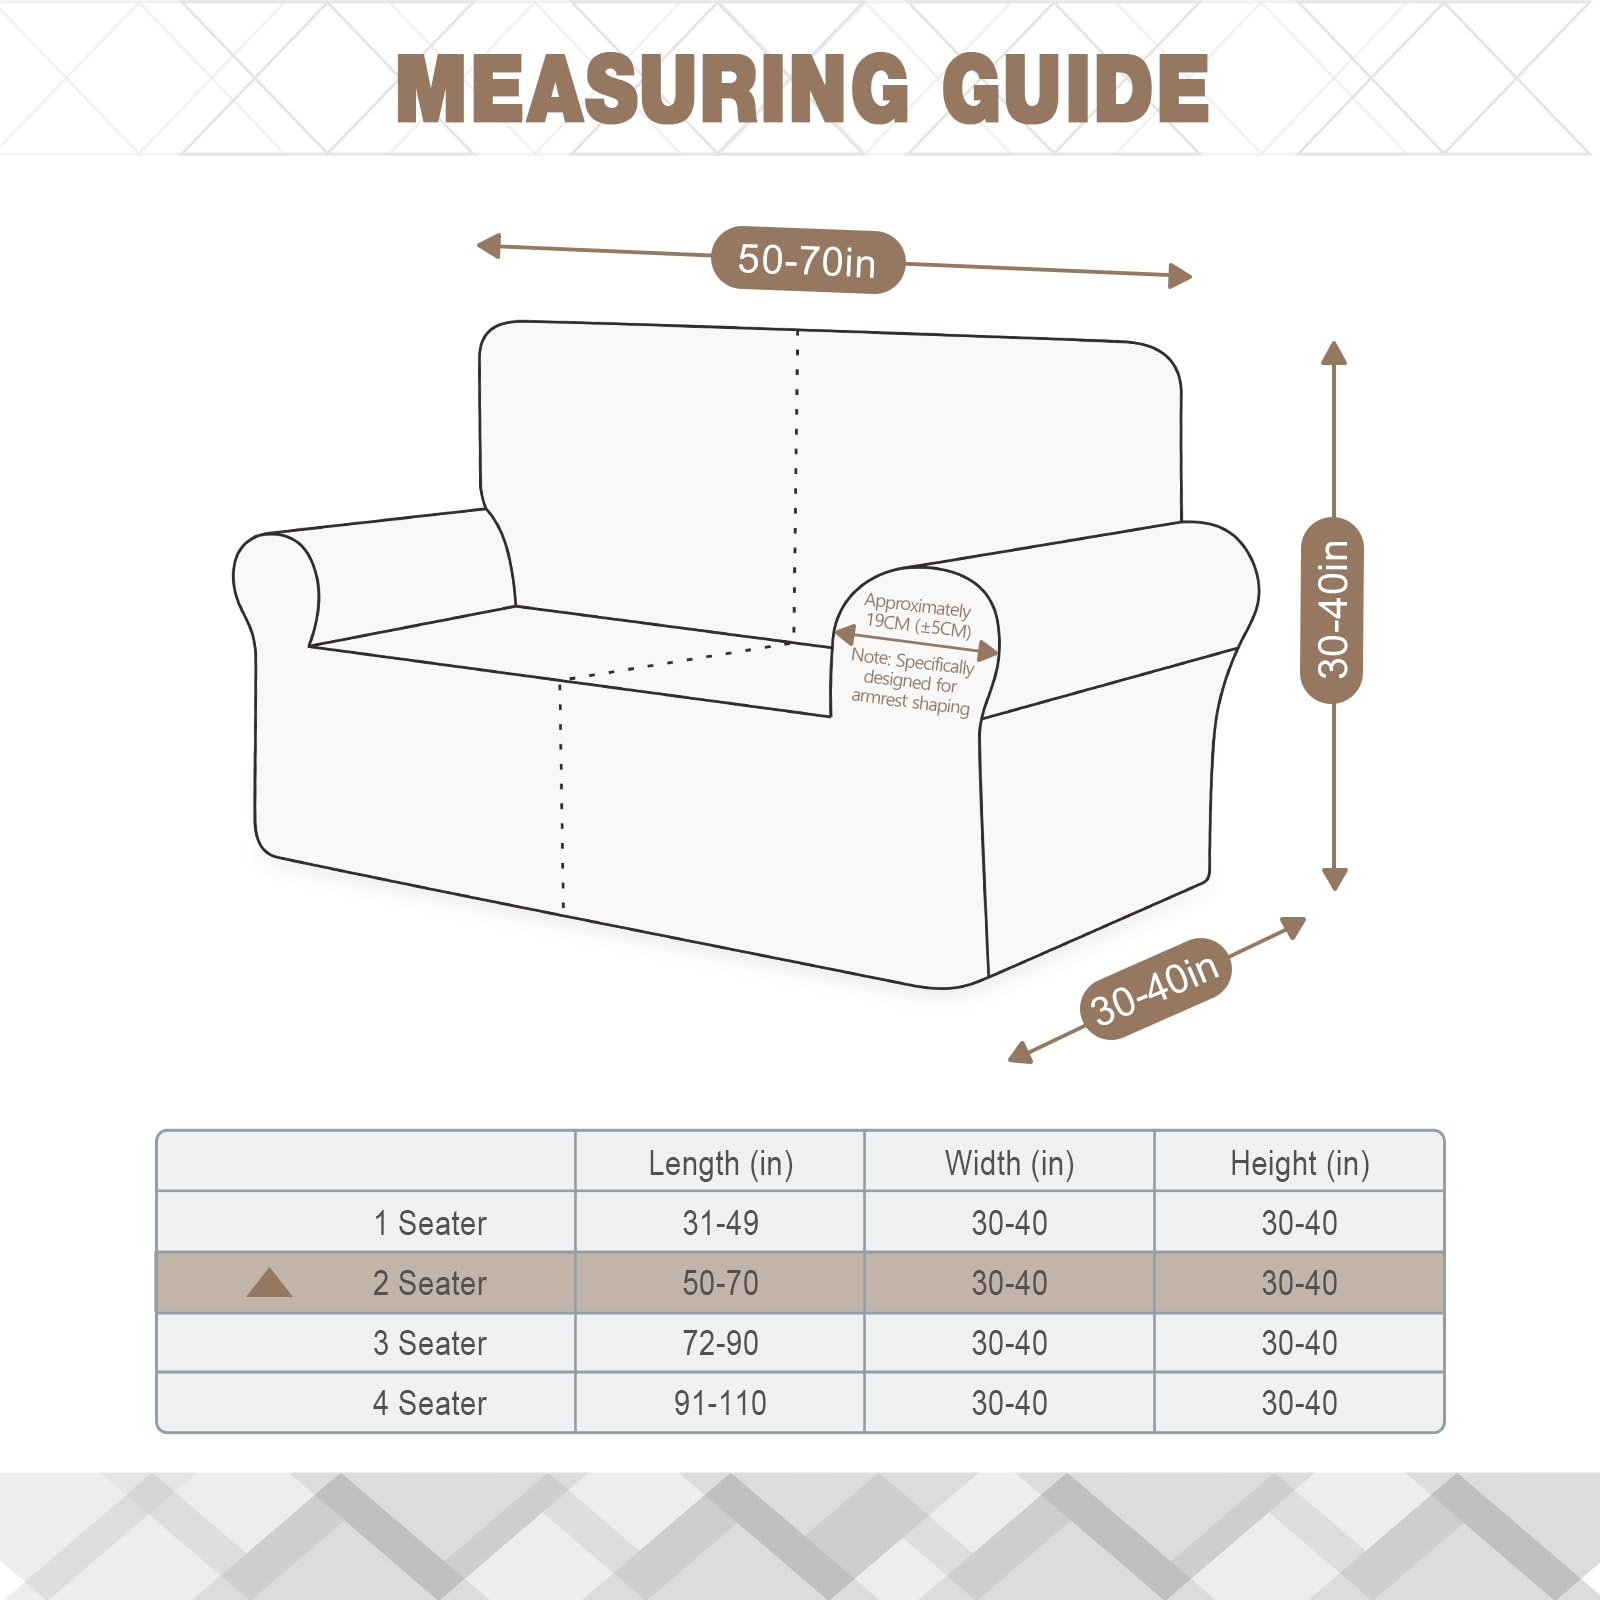 MEASURING GUIDE
50-70in
30-40in
Approximately
19CM (±5CM)
Note: Specifically
designed for
armrest shaping
30-40in
Length (in) Width (in) Height (in)
1 Seater 31-49 30-40 30-40
2 Seater 50-70 30-40 30-40
3 Seater 72-90 30-40 30-40
4 Seater 91-110 30-40 30-40